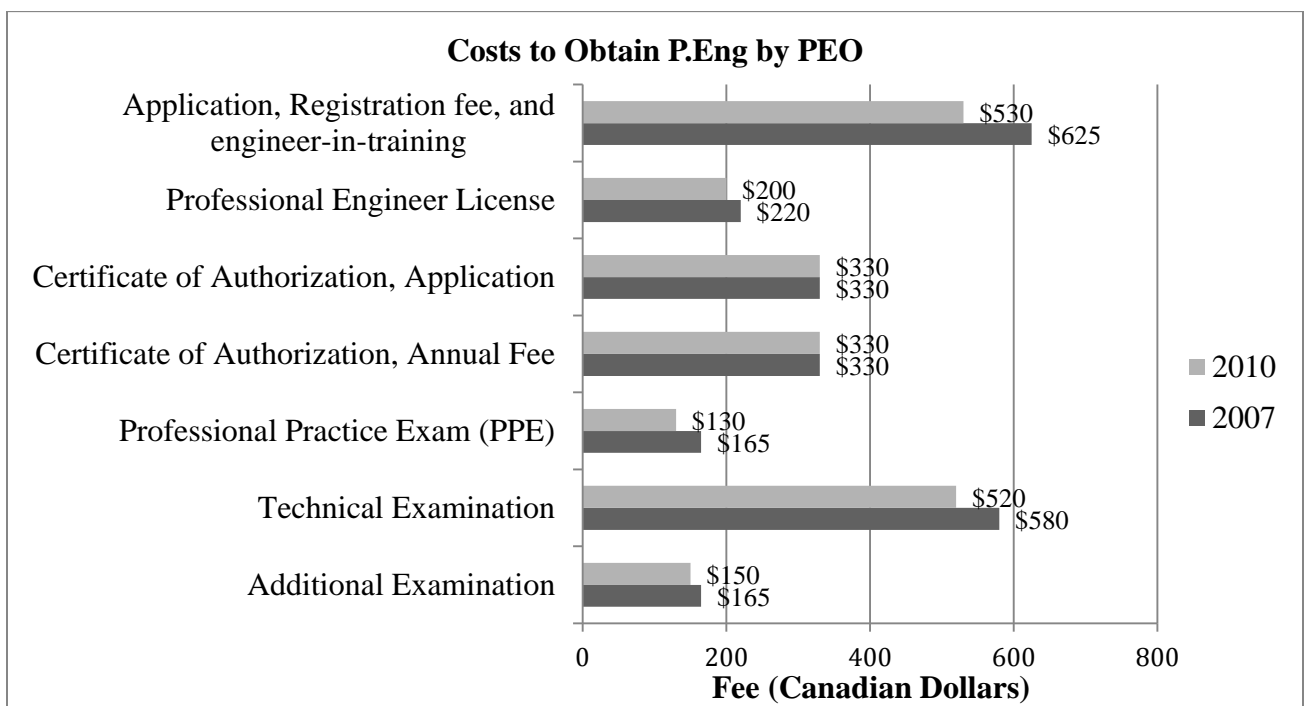 Costs to Obtain P.Eng by PEO
Application, Registration fee, and
engineer-in-training
$530
$625
Professional Engineer License
$200
$220
Certificate of Authorization, Application
$330
$330
Certificate of Authorization, Annual Fee
$330
$330
Professional Practice Exam (PPE)
$130
$165
Technical Examination
$520
$580
Additional Examination
$150
$165
2010
2007
0 200 400 600 800
Fee (Canadian Dollars)